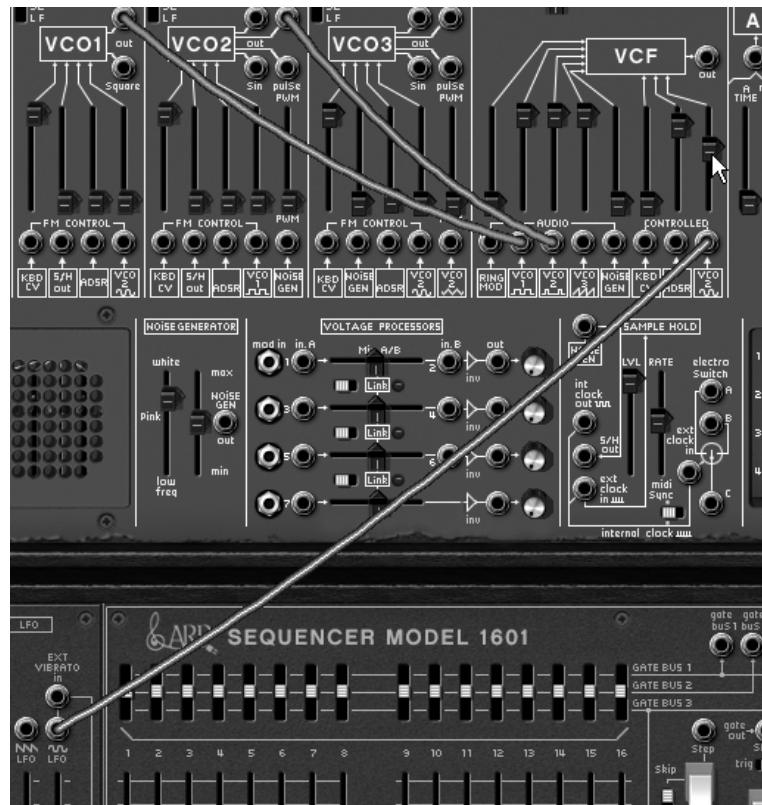 LF
LF
VCO1
out
Square
VCO2
out
Sin
pulse
PWM
VCO3
out
Sin
pulse
PWM
VCF
out
A
A
TIME
PWM
FM CONTROL
FM CONTROL
FM CONTROL
AUDIO
CONTROLLED
KBD CV
S/H out
ADSR
VCO 2
KBD CV
S/H out
ADSR
VCO 1
NOiSE GEN
KBD CV
NOiSE GEN
ADSR
VCO 2
VCO 2
RING MOD
VCO 1
VCO 2
VCO 3
NOiSE GEN
KBD CV
ADSR
VCO 2
NOiSE GENERATOR
white
Pink
low freq
max
NOiSE GEN
out
min
VOLTAGE PROCESSORS
mod in
in. A
Mix A/B
in. B
out
1
2
inv
Link
3
4
inv
Link
5
6
inv
Link
7
inv
SAMPLE HOLD
LVL
RATE
electro Switch
int clock out
S/H out
ext clock in
ext clock in
midi Sync
A
B
C
internal clock
1
2
3
4
LFO
EXT VIBRATO in
LFO
LFO
ARP
SEQUENCER MODEL 1601
gate buS 1
gate buS
GATE BUS 1
GATE BUS 2
GATE BUS 3
1 2 3 4 5 6 7 8 9 10 11 12 13 14 15 16
Skip
Step
gate out
trig